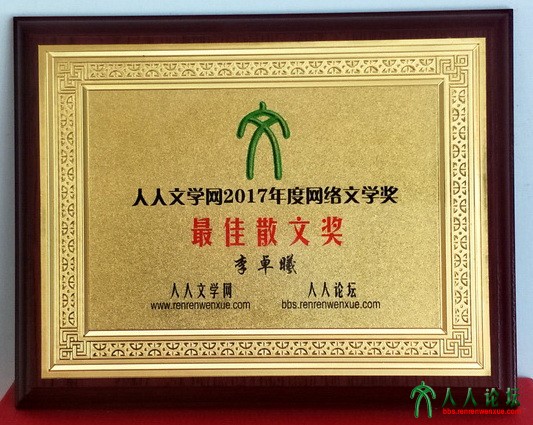 人人文学网2017年度网络文学奖
最佳散文奖
李卓曦
人人文学网 人人论坛
www.renrenwenxue.com bbs.renrenwenxue.com
人人论坛
bbs.renrenwenxue.com